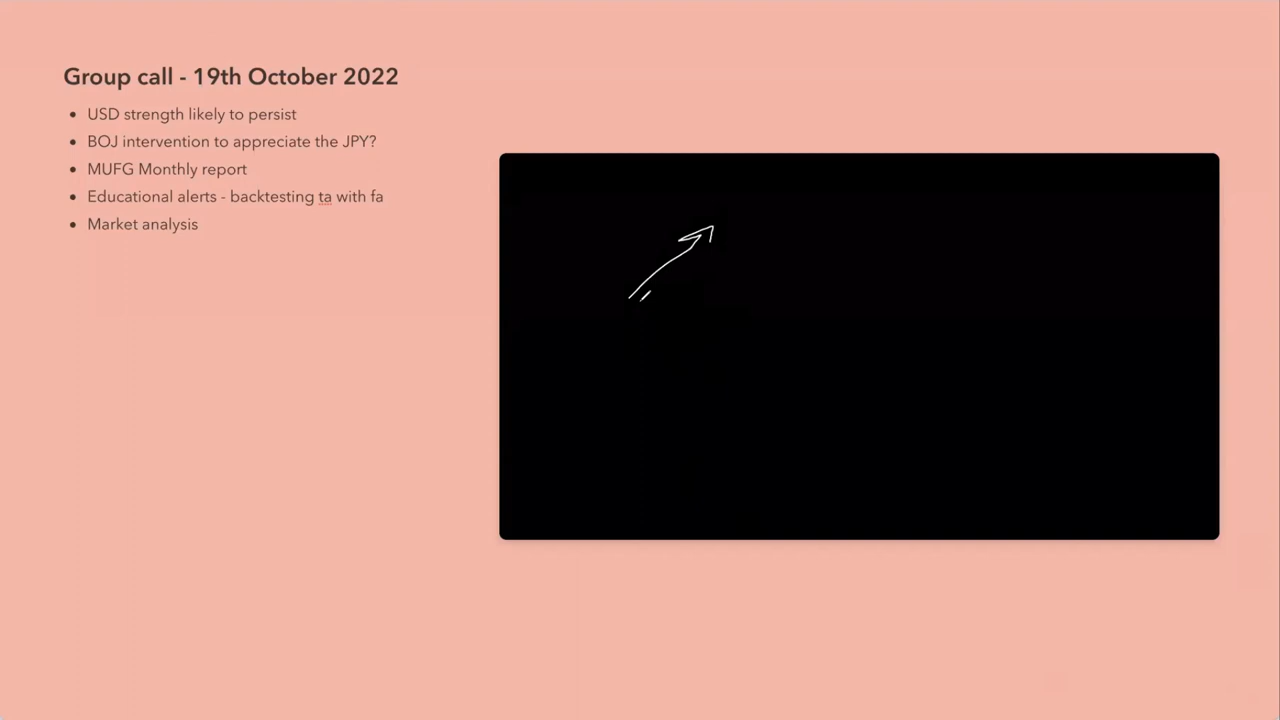 Group call - 19th October 2022
• USD strength likely to persist
• BOJ intervention to appreciate the JPY?
• MUFG Monthly report
• Educational alerts - backtesting ta with fa
• Market analysis